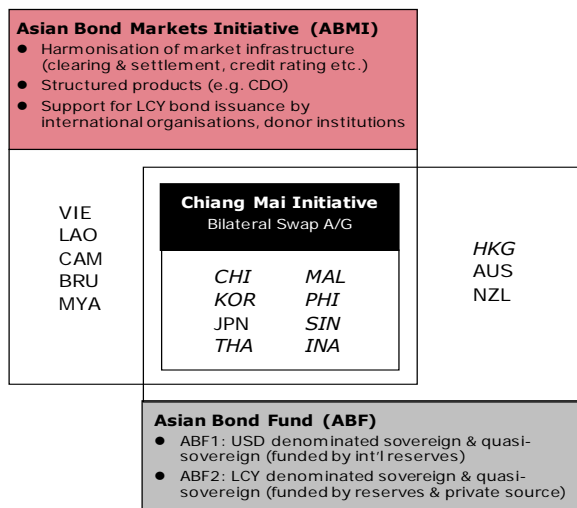 Asian Bond Markets Initiative (ABMI)
● Harmonisation of market infrastructure
(clearing & settlement, credit rating etc.)
● Structured products (e.g. CDO)
● Support for LCY bond issuance by
international organisations, donor institutions
VIE
LAO
CAM
BRU
MYA
Chiang Mai Initiative
Bilateral Swap A/G
CHI MAL
KOR PHI
JPN SIN
THA INA
HKG
AUS
NZL
Asian Bond Fund (ABF)
● ABF1: USD denominated sovereign & quasi-
sovereign (funded by int'l reserves)
● ABF2: LCY denominated sovereign & quasi-
sovereign (funded by reserves & private source)